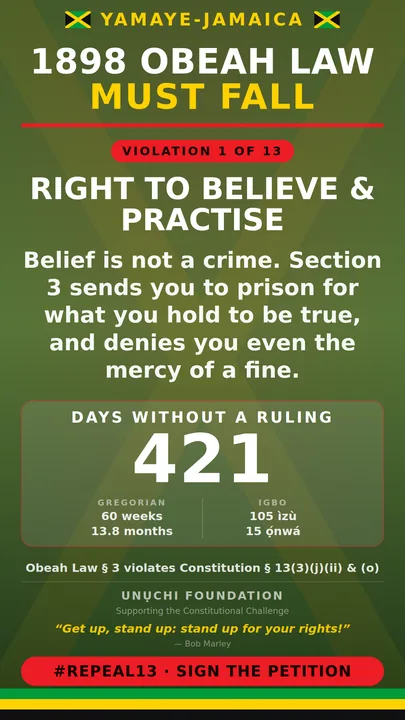 YAMAYE-JAMAICA
1898 OBEAH LAW
MUST FALL
VIOLATION 1 OF 13
RIGHT TO BELIEVE &
PRACTISE
Belief is not a crime. Section
3 sends you to prison for
what you hold to be true,
and denies you even the
mercy of a fine.
DAYS WITHOUT A RULING
421
GREGORIAN
60 weeks
13.8 months
IGBO
105 ìzù
15 ọ́nwá
Obeah Law § 3 violates Constitution § 13(3)(j)(ii) & (o)
UNỤCHI FOUNDATION
Supporting the Constitutional Challenge
“Get up, stand up: stand up for your rights!”
— Bob Marley
#REPEAL13 · SIGN THE PETITION